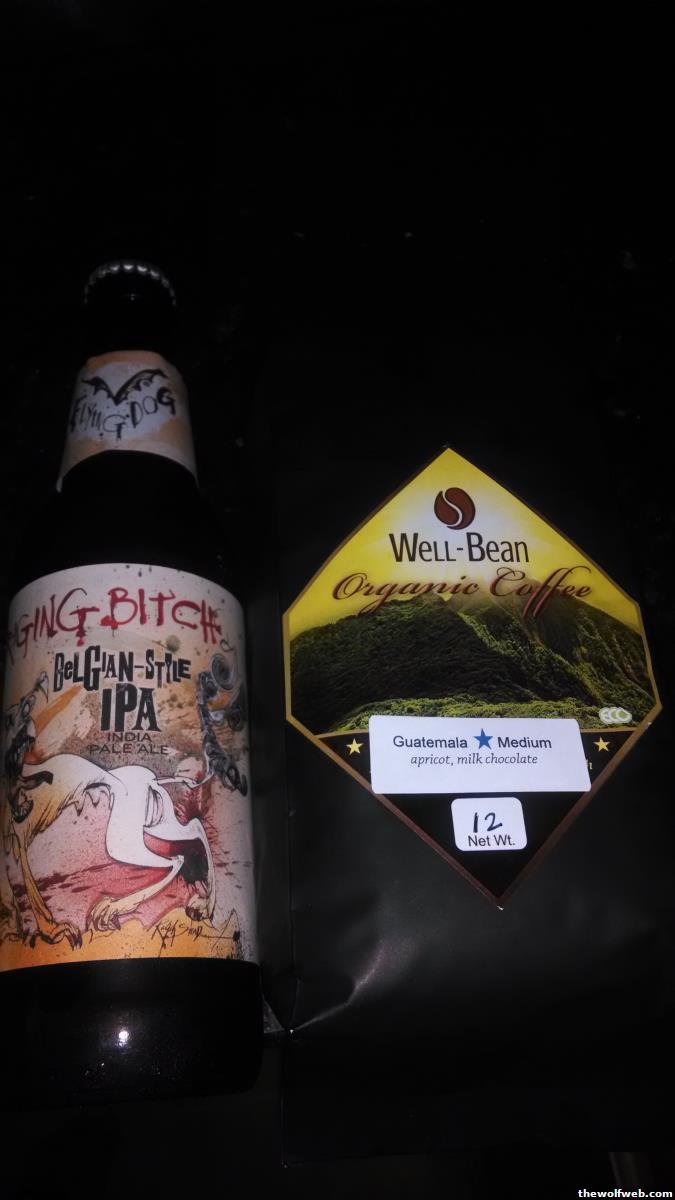 FLYING DOG
GING BITCH
BELGIAN-STYLE
IPA
INDIA
PALE ALE
WELL-BEAN
Organic Coffee
eco
Guatemala ★ Medium
apricot, milk chocolate
12
Net Wt.
thewolfweb.com